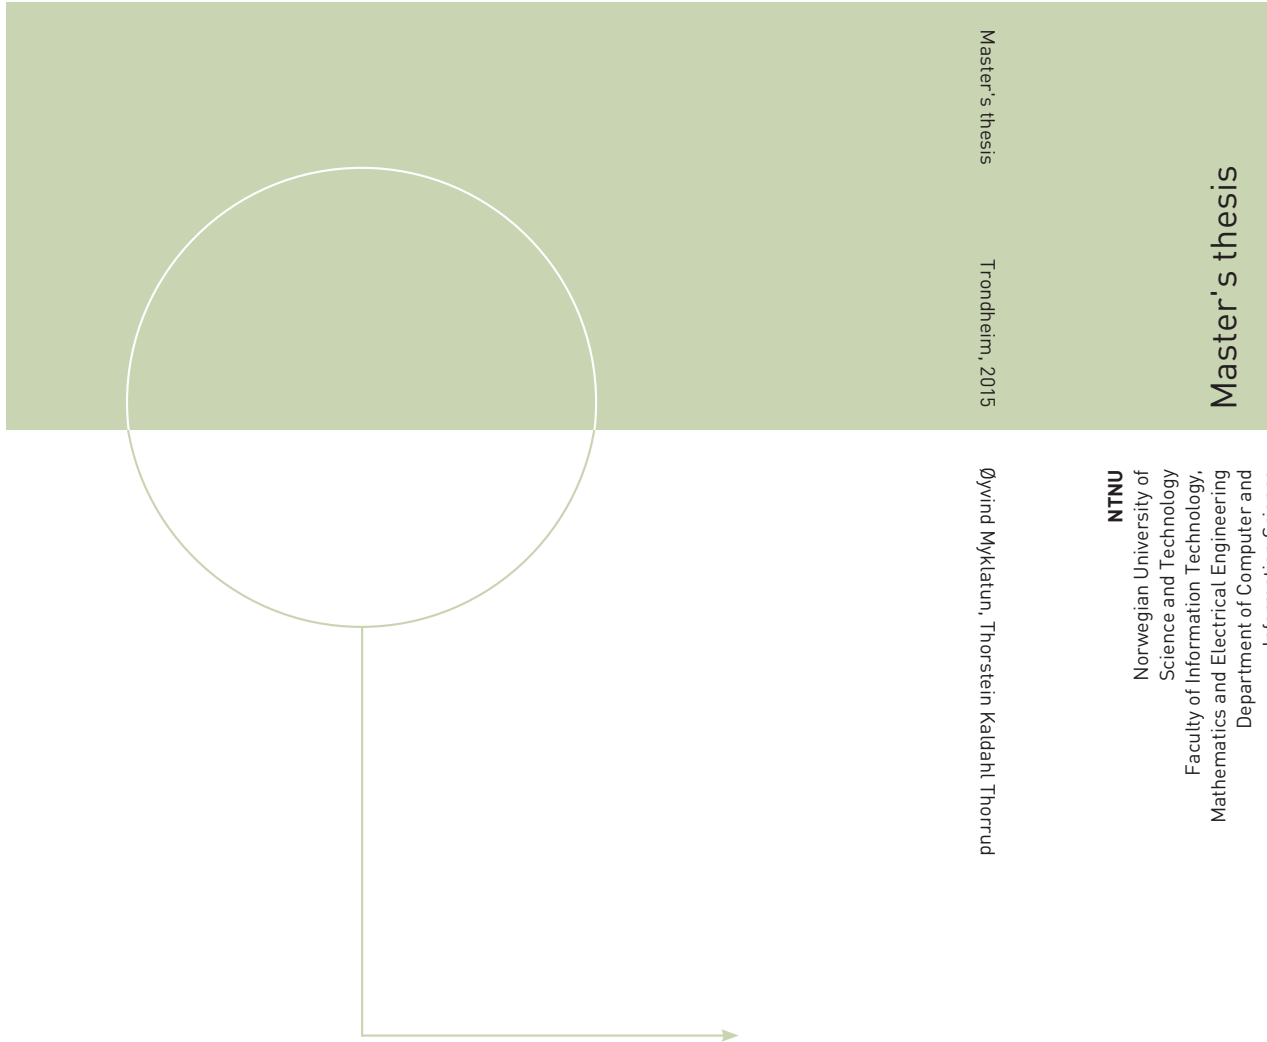 Master's thesis
Trondheim, 2015
Øyvind Myklatun, Thorstein Kaldahl Thorrud
Master's thesis
NTNU
Norwegian University of
Science and Technology
Faculty of Information Technology,
Mathematics and Electrical Engineering
Department of Computer and